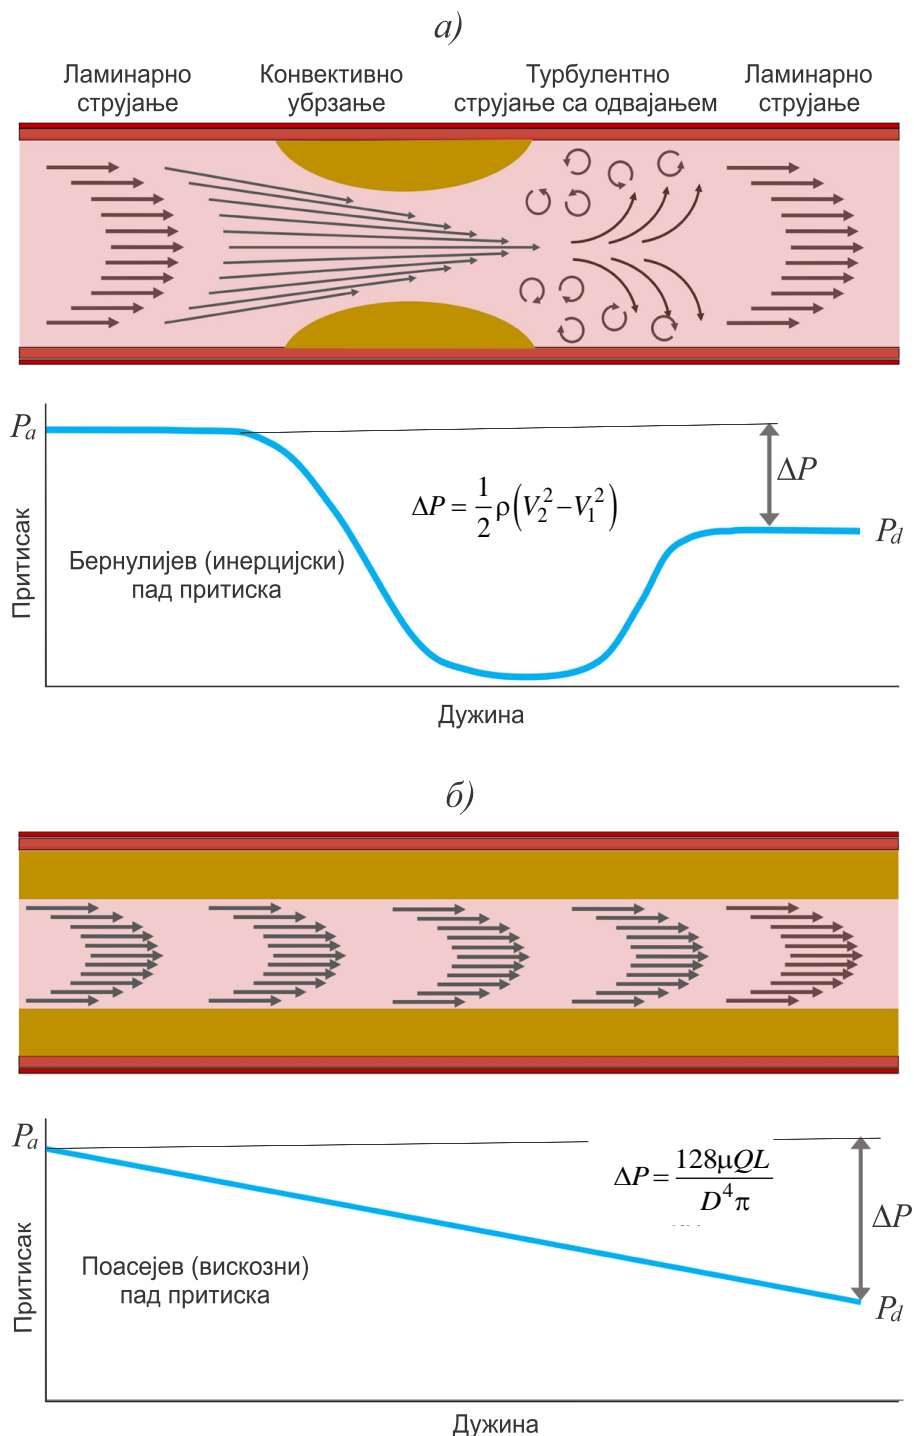 а)
Ламинарно струјање
Конвективно убрзање
Турбулентно струјање са одвајањем
Ламинарно струјање
Pa
ΔP
ΔP = 1/2 ρ(V₂² – V₁²)
Pd
Бернулијев (инерцијски)
пад притиска
Притисак
Дужина
б)
Pa
ΔP = 128μQL / D⁴π
ΔP
Поасејев (вискозни)
пад притиска
Pd
Притисак
Дужина